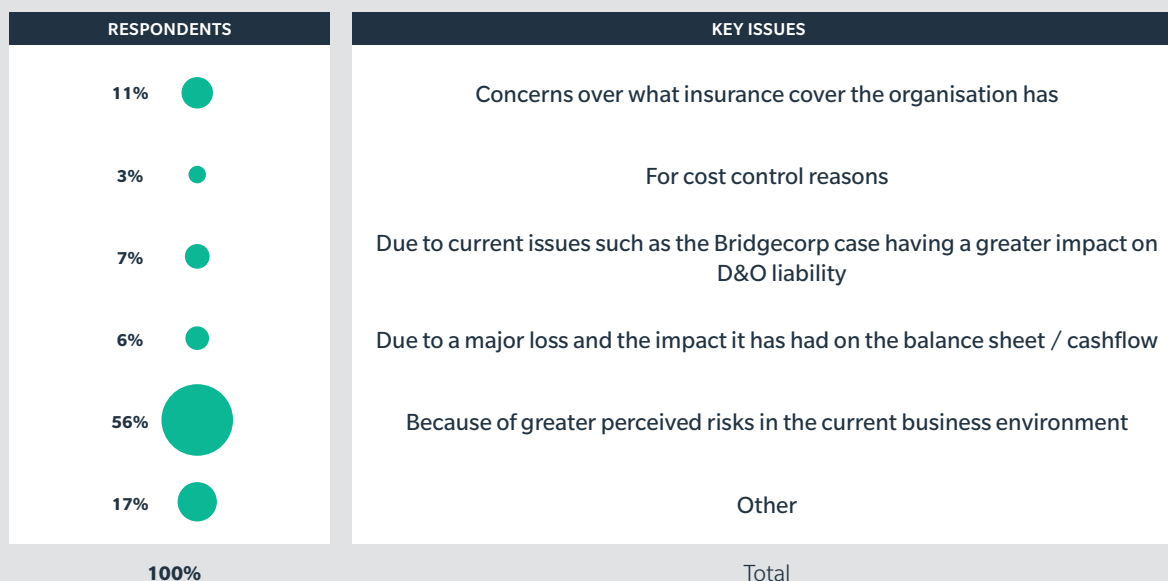 RESPONDENTS
KEY ISSUES
11%
Concerns over what insurance cover the organisation has
3%
For cost control reasons
7%
Due to current issues such as the Bridgecorp case having a greater impact on
D&O liability
6%
Due to a major loss and the impact it has had on the balance sheet / cashflow
56%
Because of greater perceived risks in the current business environment
17%
Other
100%
Total